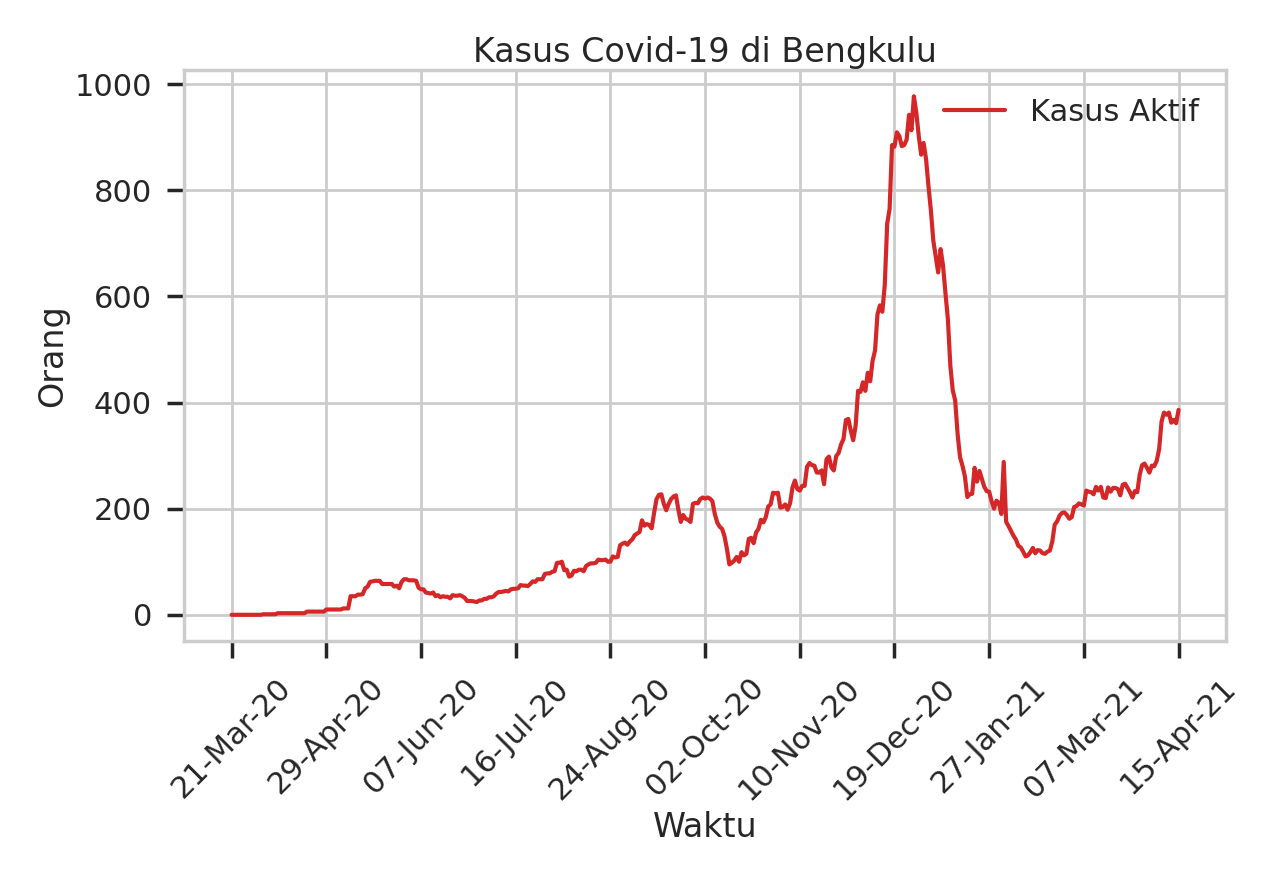 Kasus Covid-19 di Bengkulu
1000
800
600
400
200
0
Orang
Kasus Aktif
21-Mar-20
29-Apr-20
07-Jun-20
16-Jul-20
24-Aug-20
02-Oct-20
10-Nov-20
19-Dec-20
27-Jan-21
07-Mar-21
15-Apr-21
Waktu